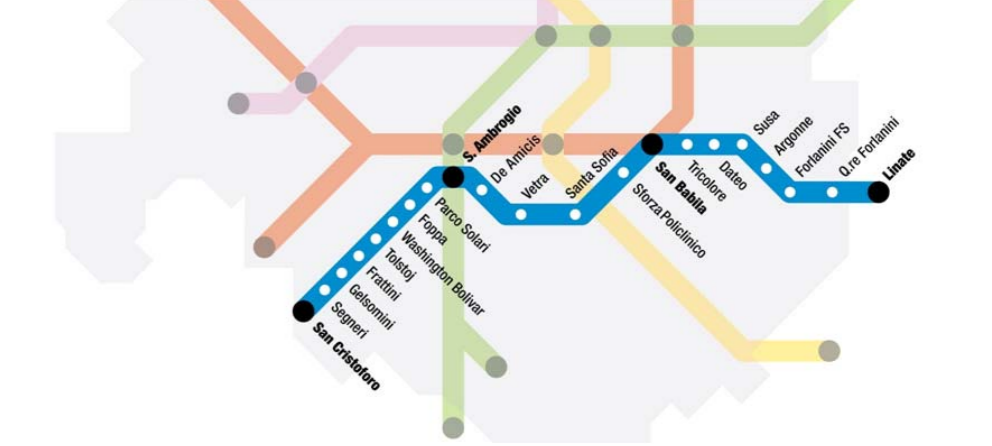 San Cristoforo
Segneri
Gelsomini
Frattini
Tolstoj
Washington Bolivar
Foppa
Parco Solari
S. Ambrogio
De Amicis
Vetra
Santa Sofia
Sforza Policlinico
San Babila
Tricolore
Dateo
Susa
Argonne
Forlanini FS
Q.re Forlanini
Linate